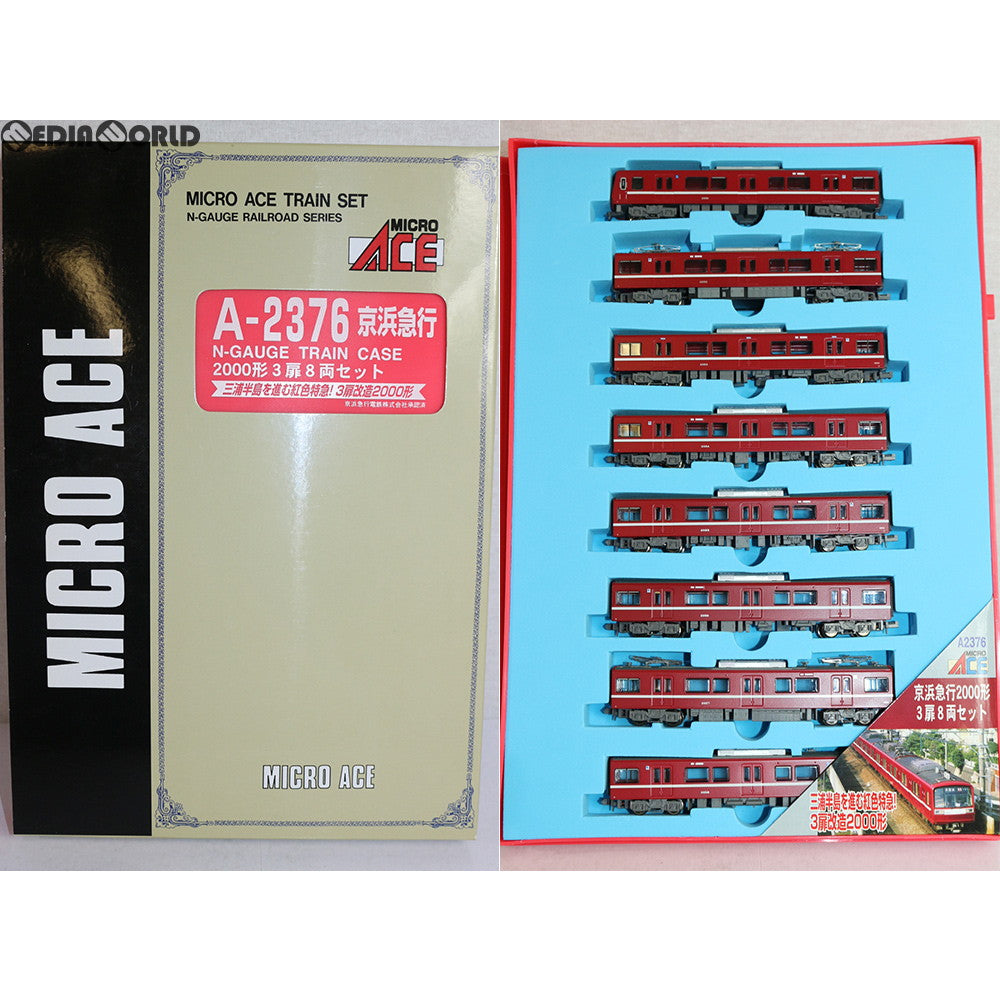 MEDIAWORLD
MICRO ACE
MICRO ACE TRAIN SET
N-GAUGE RAILROAD SERIES
MICRO
ACE
A-2376 京浜急行
N-GAUGE TRAIN CASE
2000形3扉8両セット
三浦半島を進む紅色特急!3扉改造2000形
京浜急行電鉄株式会社承認済
MICRO ACE
A2376
MICRO
ACE
京浜急行2000形
3扉8両セット
三浦半島を進む紅色特急!
3扉改造2000形